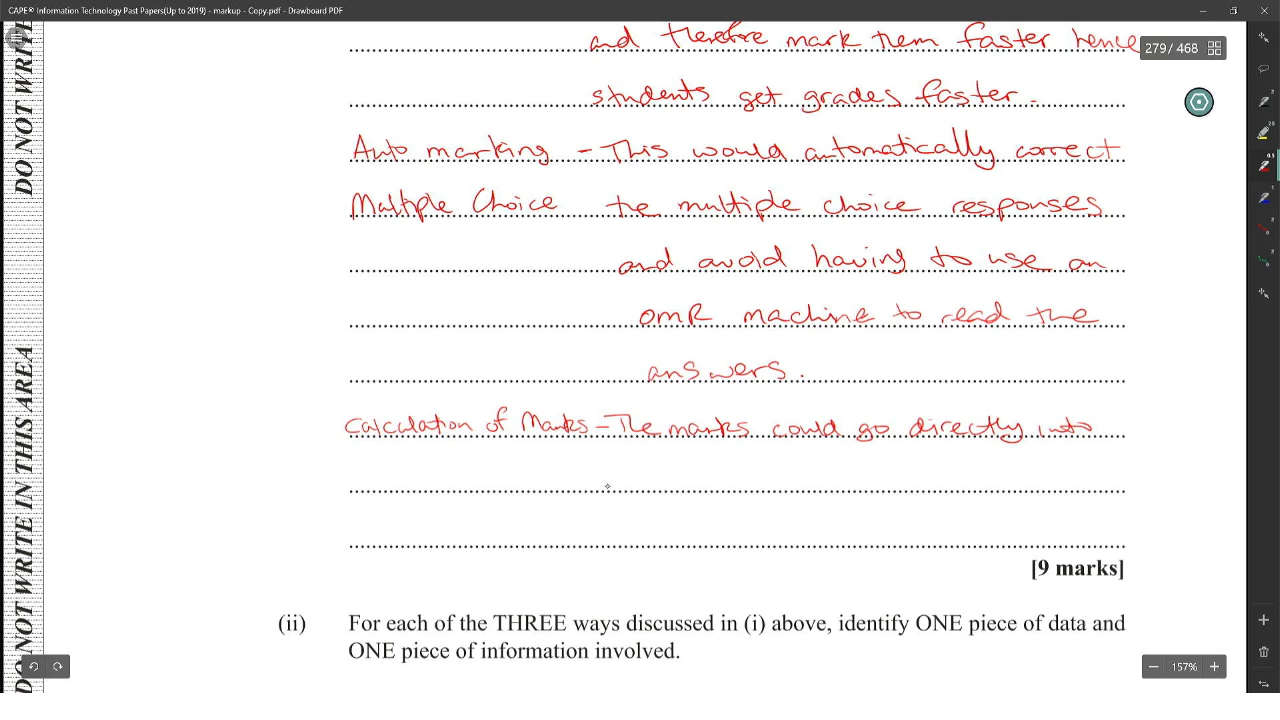 CAPE® Information Technology Past Papers(Up to 2019) - markup - Copy.pdf - Drawboard PDF
279 / 468
and therefore mark them faster hence
students get grades faster.
Auto marking - This would automatically correct
Multiple Choice the multiple choice responses
and avoid having to use an
OMR machine to read the
answers.
Calculation of Marks - The marks could go directly into
[9 marks]
(ii) For each of the THREE ways discussed in (i) above, identify ONE piece of data and
ONE piece of information involved.
DO NOT WRITE
DO NOT WRITE IN THIS AREA
157%